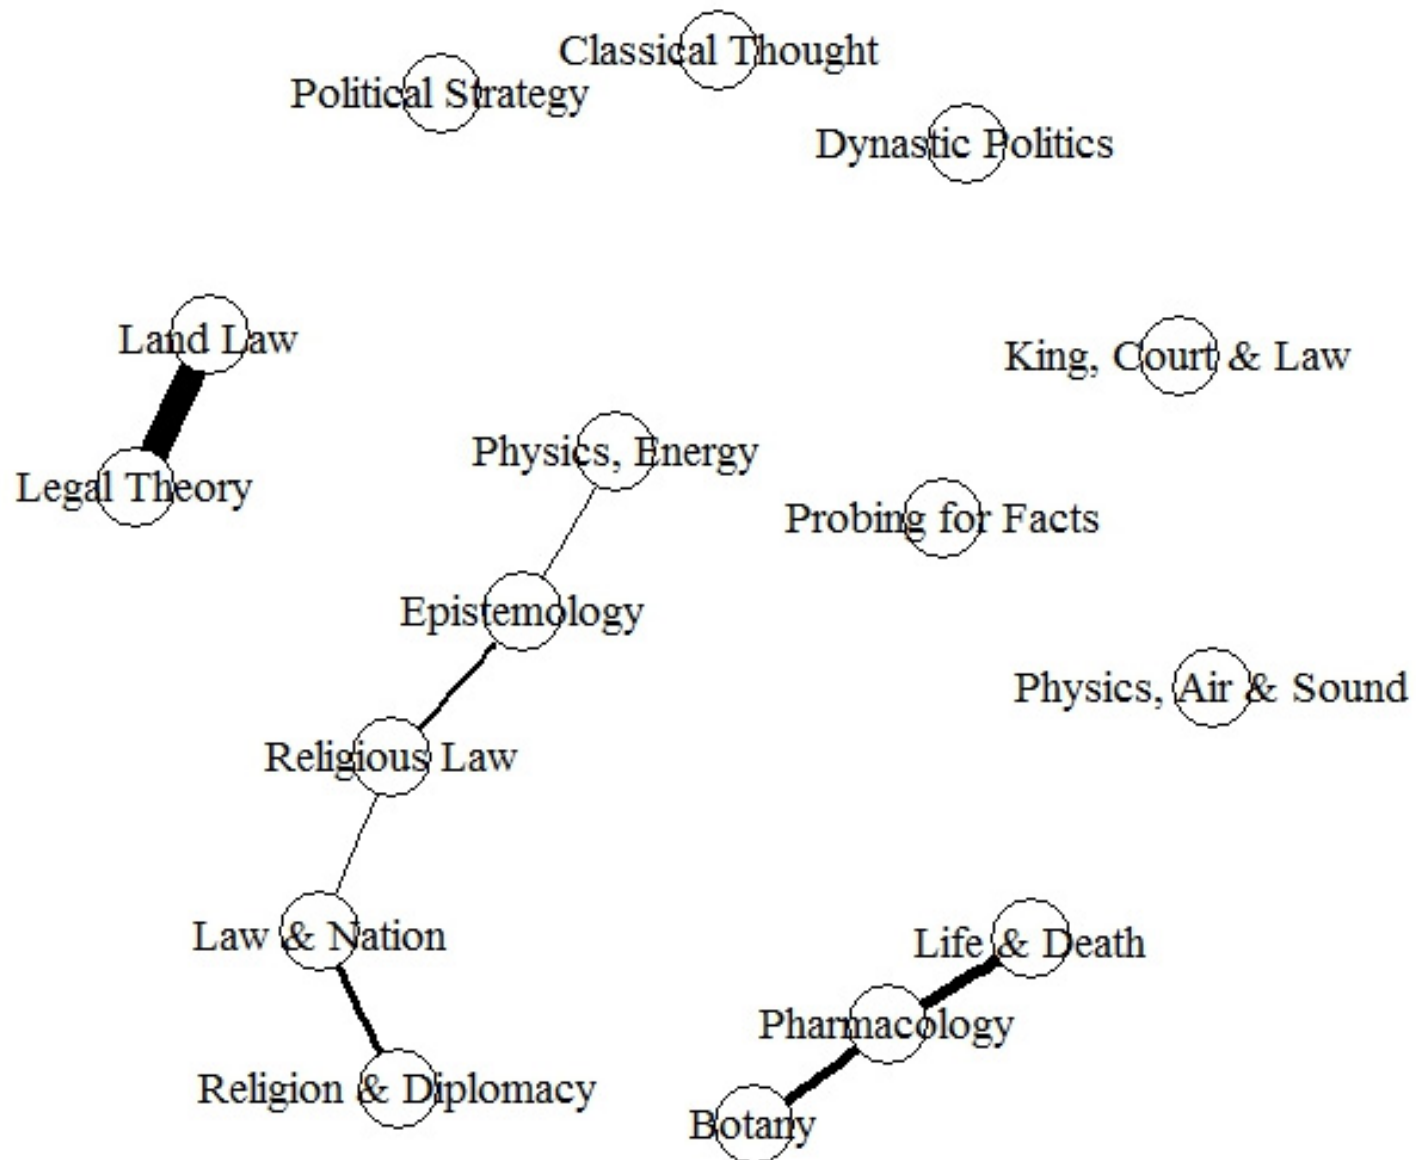 Classical Thought
Political Strategy
Dynastic Politics
Land Law
King, Court & Law
Physics, Energy
Legal Theory
Probing for Facts
Epistemology
Physics, Air & Sound
Religious Law
Law & Nation
Life & Death
Pharmacology
Religion & Diplomacy
Botany